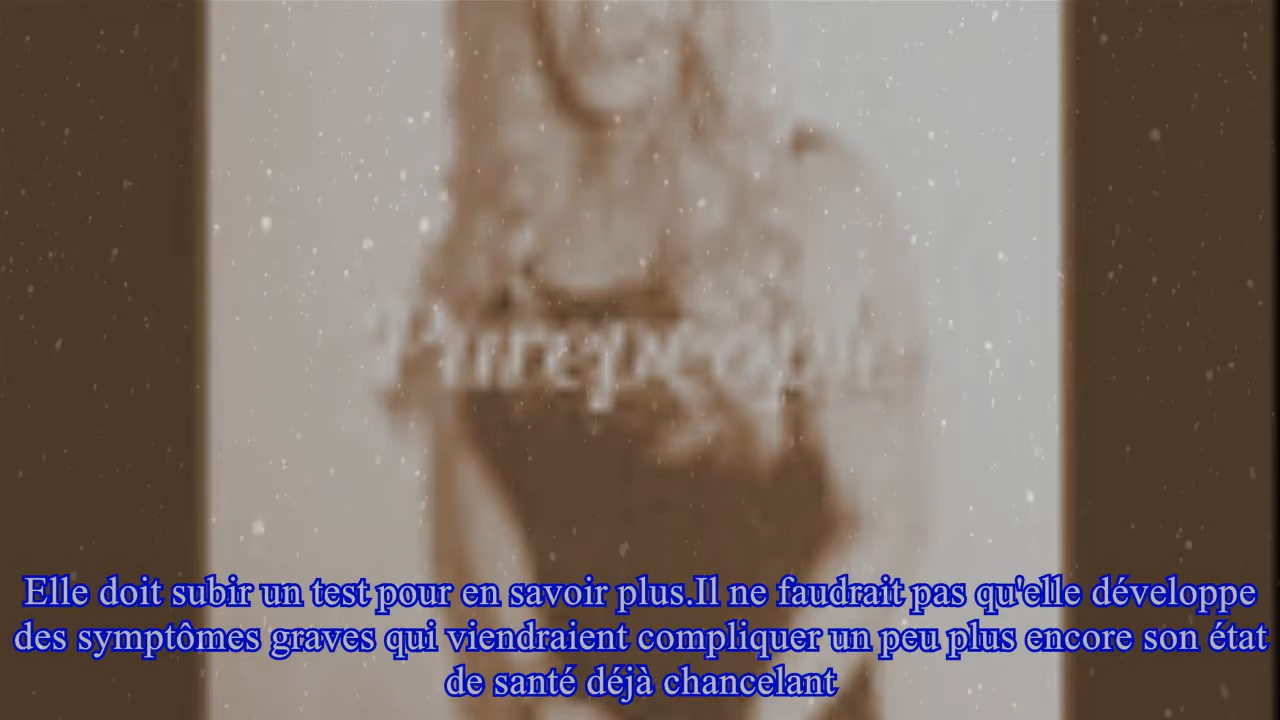 Elle doit subir un test pour en savoir plus.Il ne faudrait pas qu'elle développe
des symptômes graves qui viendraient compliquer un peu plus encore son état
de santé déjà chancelant